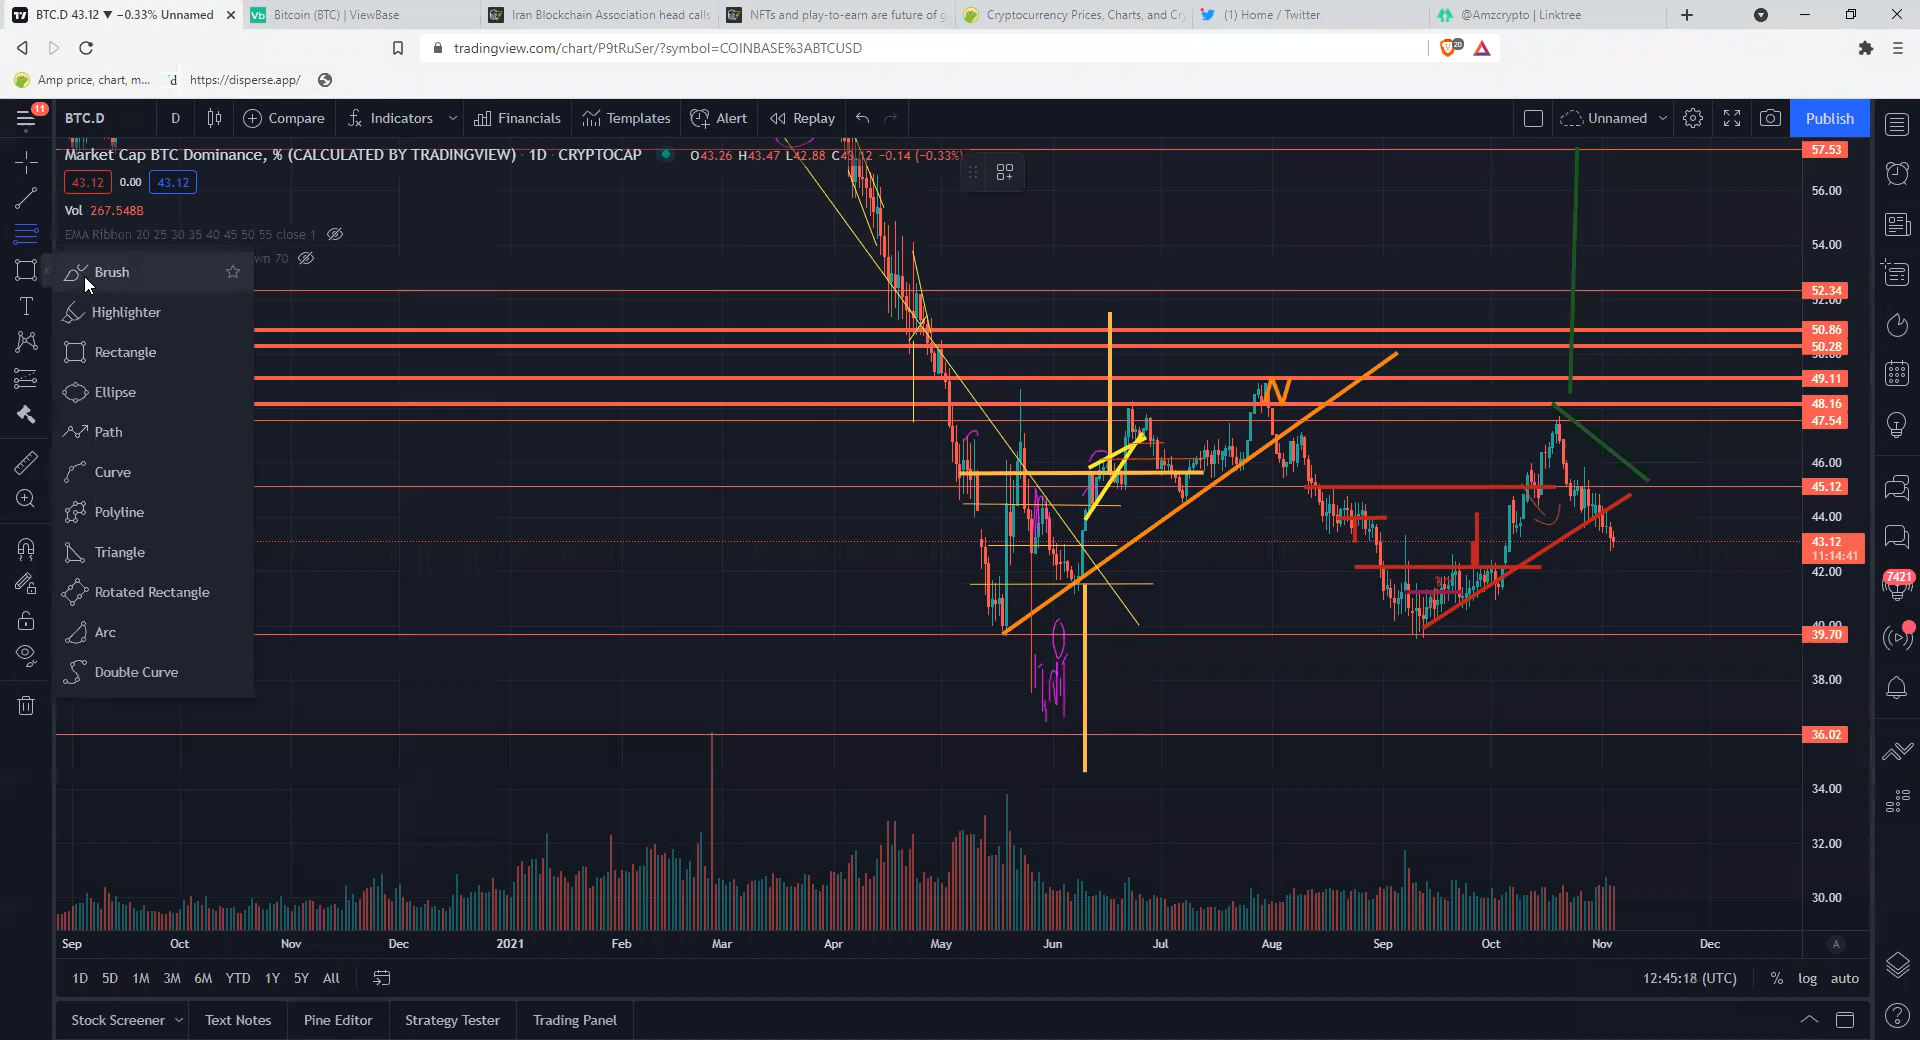 BTC.D 43.12 ▼ −0.33% Unnamed
Bitcoin (BTC) | ViewBase
Iran Blockchain Association head calls
NFTs and play-to-earn are future of g
Cryptocurrency Prices, Charts, and Cr
(1) Home / Twitter
@Amzcrypto | Linktree
tradingview.com/chart/P9tRuSer/?symbol=COINBASE%3ABTCUSD
20
Amp price, chart, m...
d
https://disperse.app/
11
BTC.D
D
Compare
Indicators
Financials
Templates
Alert
Replay
Unnamed
Publish
Market Cap BTC Dominance, % (CALCULATED BY TRADINGVIEW) · 1D · CRYPTOCAP
O43.26 H43.47 L42.88 C43.12 −0.14 (−0.33%)
43.12
0.00
43.12
Vol 267.548B
EMA Ribbon 20 25 30 35 40 45 50 55 close 1
wn 70
Brush
Highlighter
Rectangle
Ellipse
Path
Curve
Polyline
Triangle
Rotated Rectangle
Arc
Double Curve
57.53
56.00
54.00
52.34
52.00
50.86
50.28
49.11
48.16
47.54
46.00
45.12
44.00
43.12
11:14:41
42.00
40.00
39.70
38.00
36.02
34.00
32.00
30.00
7421
Sep
Oct
Nov
Dec
2021
Feb
Mar
Apr
May
Jun
Jul
Aug
Sep
Oct
Nov
Dec
A
1D
5D
1M
3M
6M
YTD
1Y
5Y
All
12:45:18 (UTC)
%
log
auto
Stock Screener
Text Notes
Pine Editor
Strategy Tester
Trading Panel